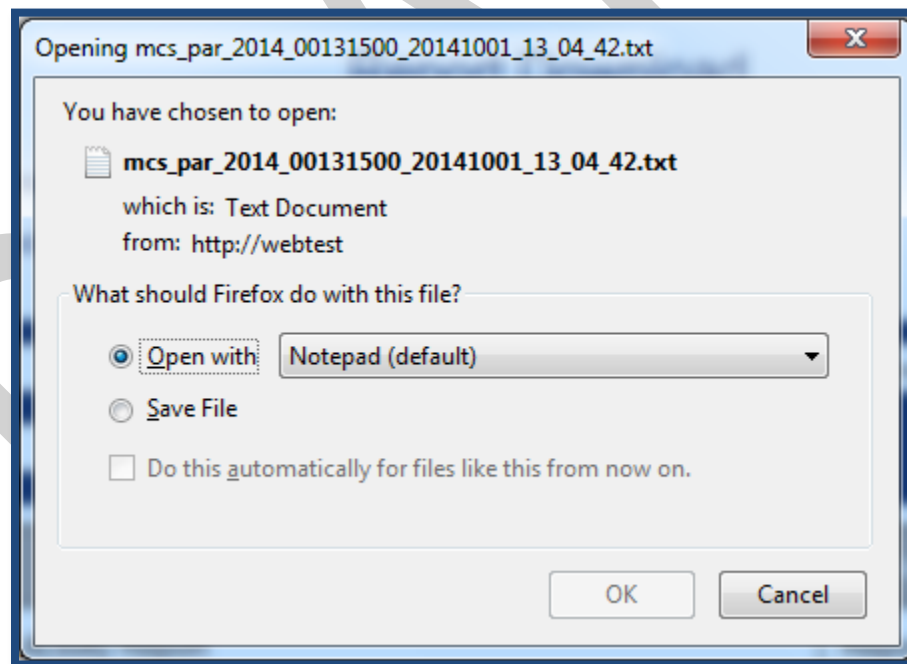 Opening mcs_par_2014_00131500_20141001_13_04_42.txt
You have chosen to open:
mcs_par_2014_00131500_20141001_13_04_42.txt
which is: Text Document
from: http://webtest
What should Firefox do with this file?
Open with Notepad (default)
Save File
Do this automatically for files like this from now on.
OK Cancel